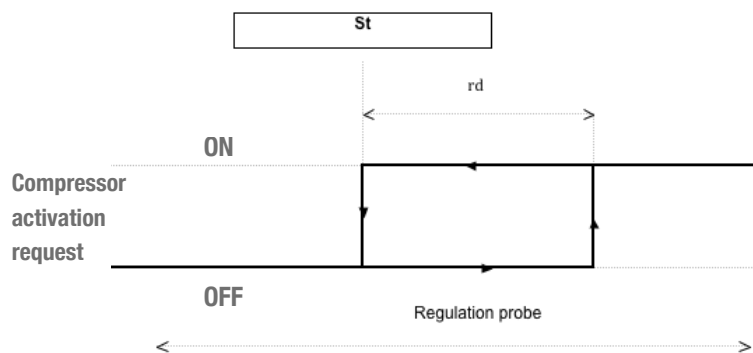 St
rd
ON
Compressor
activation
request
OFF
Regulation probe